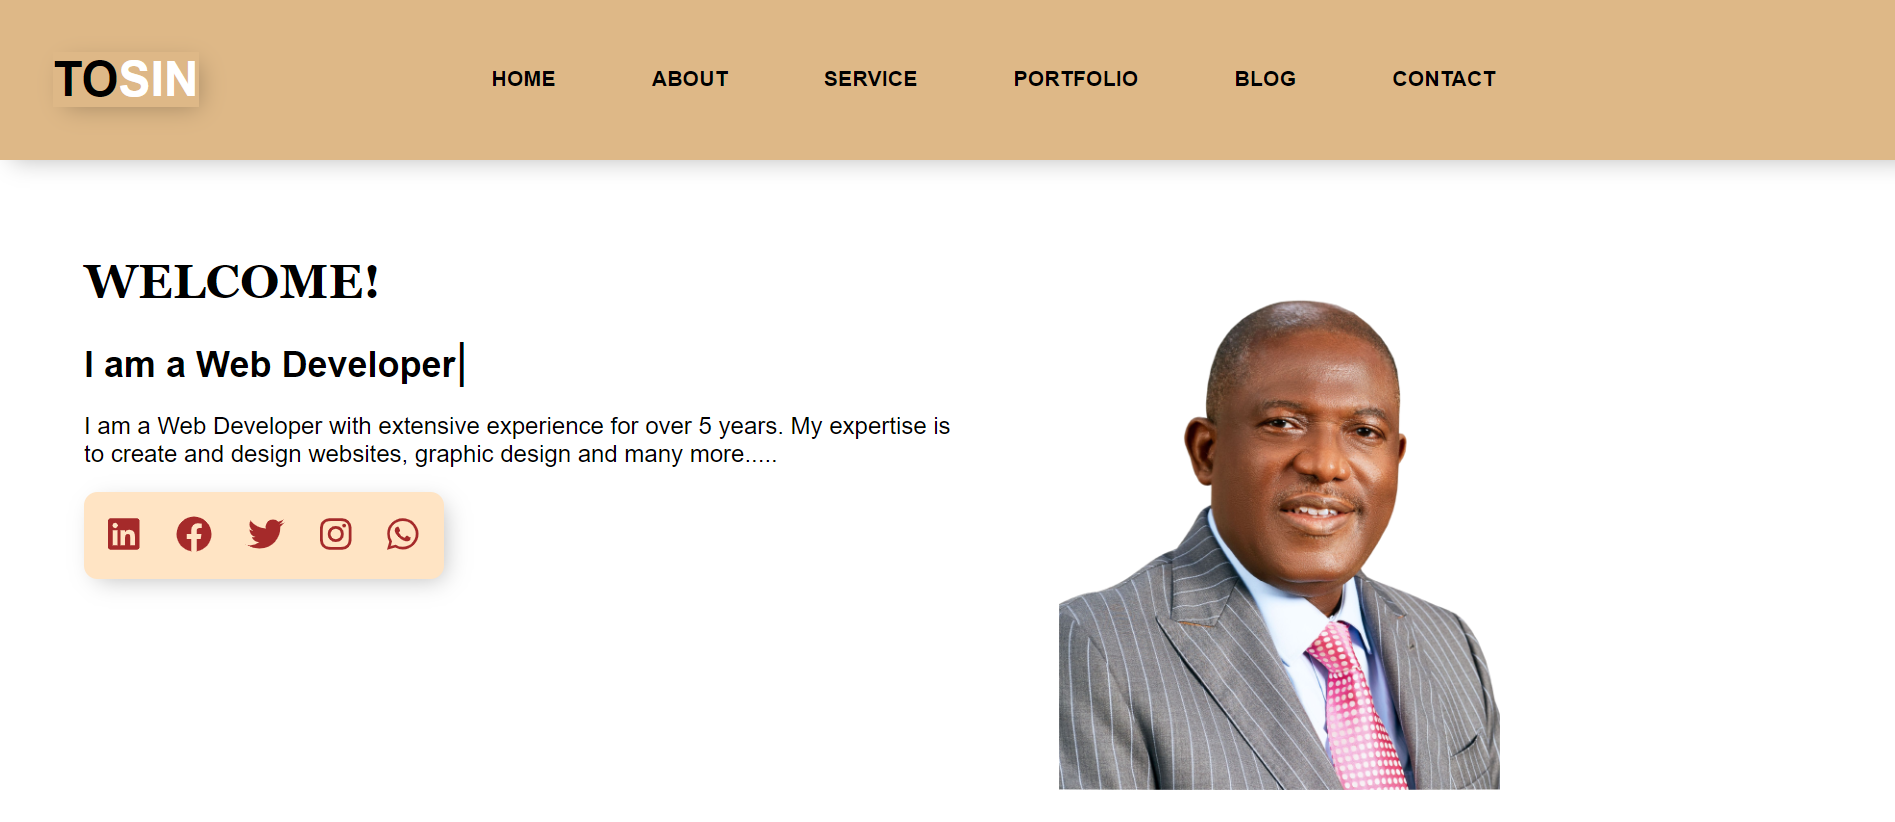 TOSIN
HOME ABOUT SERVICE PORTFOLIO BLOG CONTACT
WELCOME!
I am a Web Developer
I am a Web Developer with extensive experience for over 5 years. My expertise is
to create and design websites, graphic design and many more.....